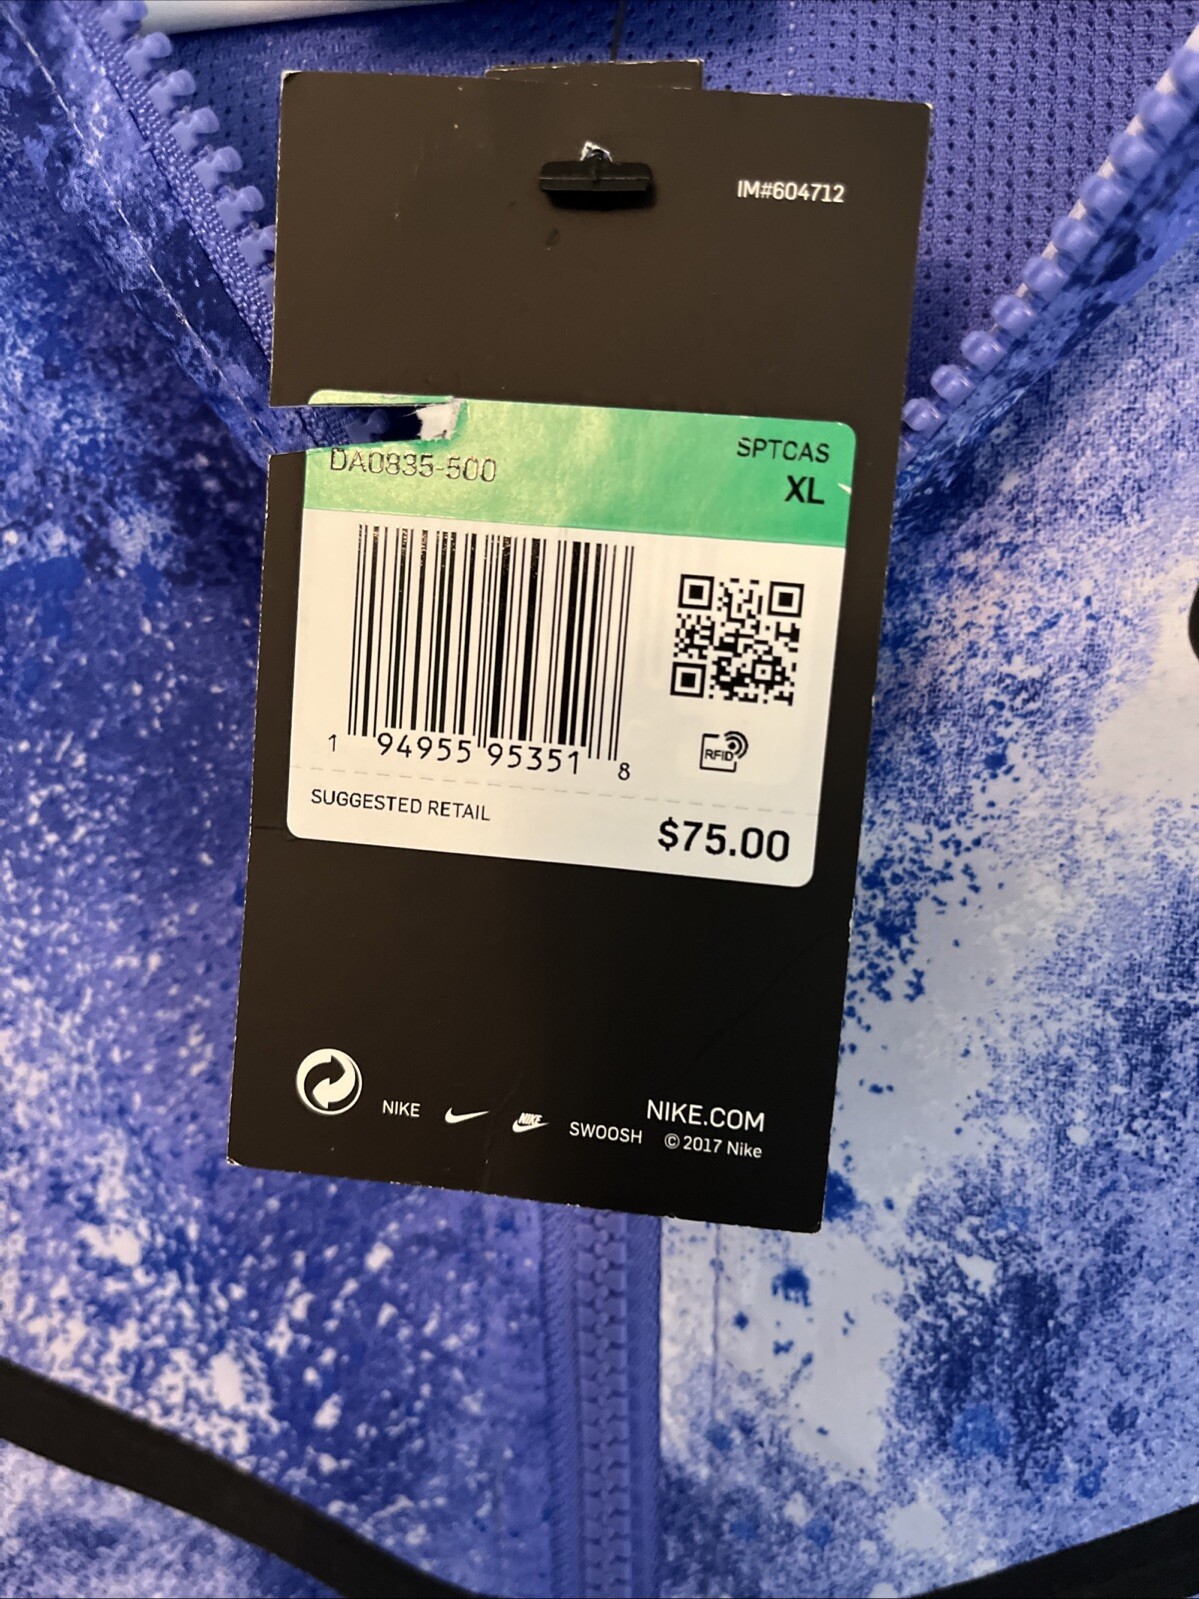 IM#604712
SPTCAS
DA0835-500
XL
RFID
1 94955 95351 8
SUGGESTED RETAIL
$75.00
NIKE NIKE SWOOSH NIKE.COM
© 2017 Nike